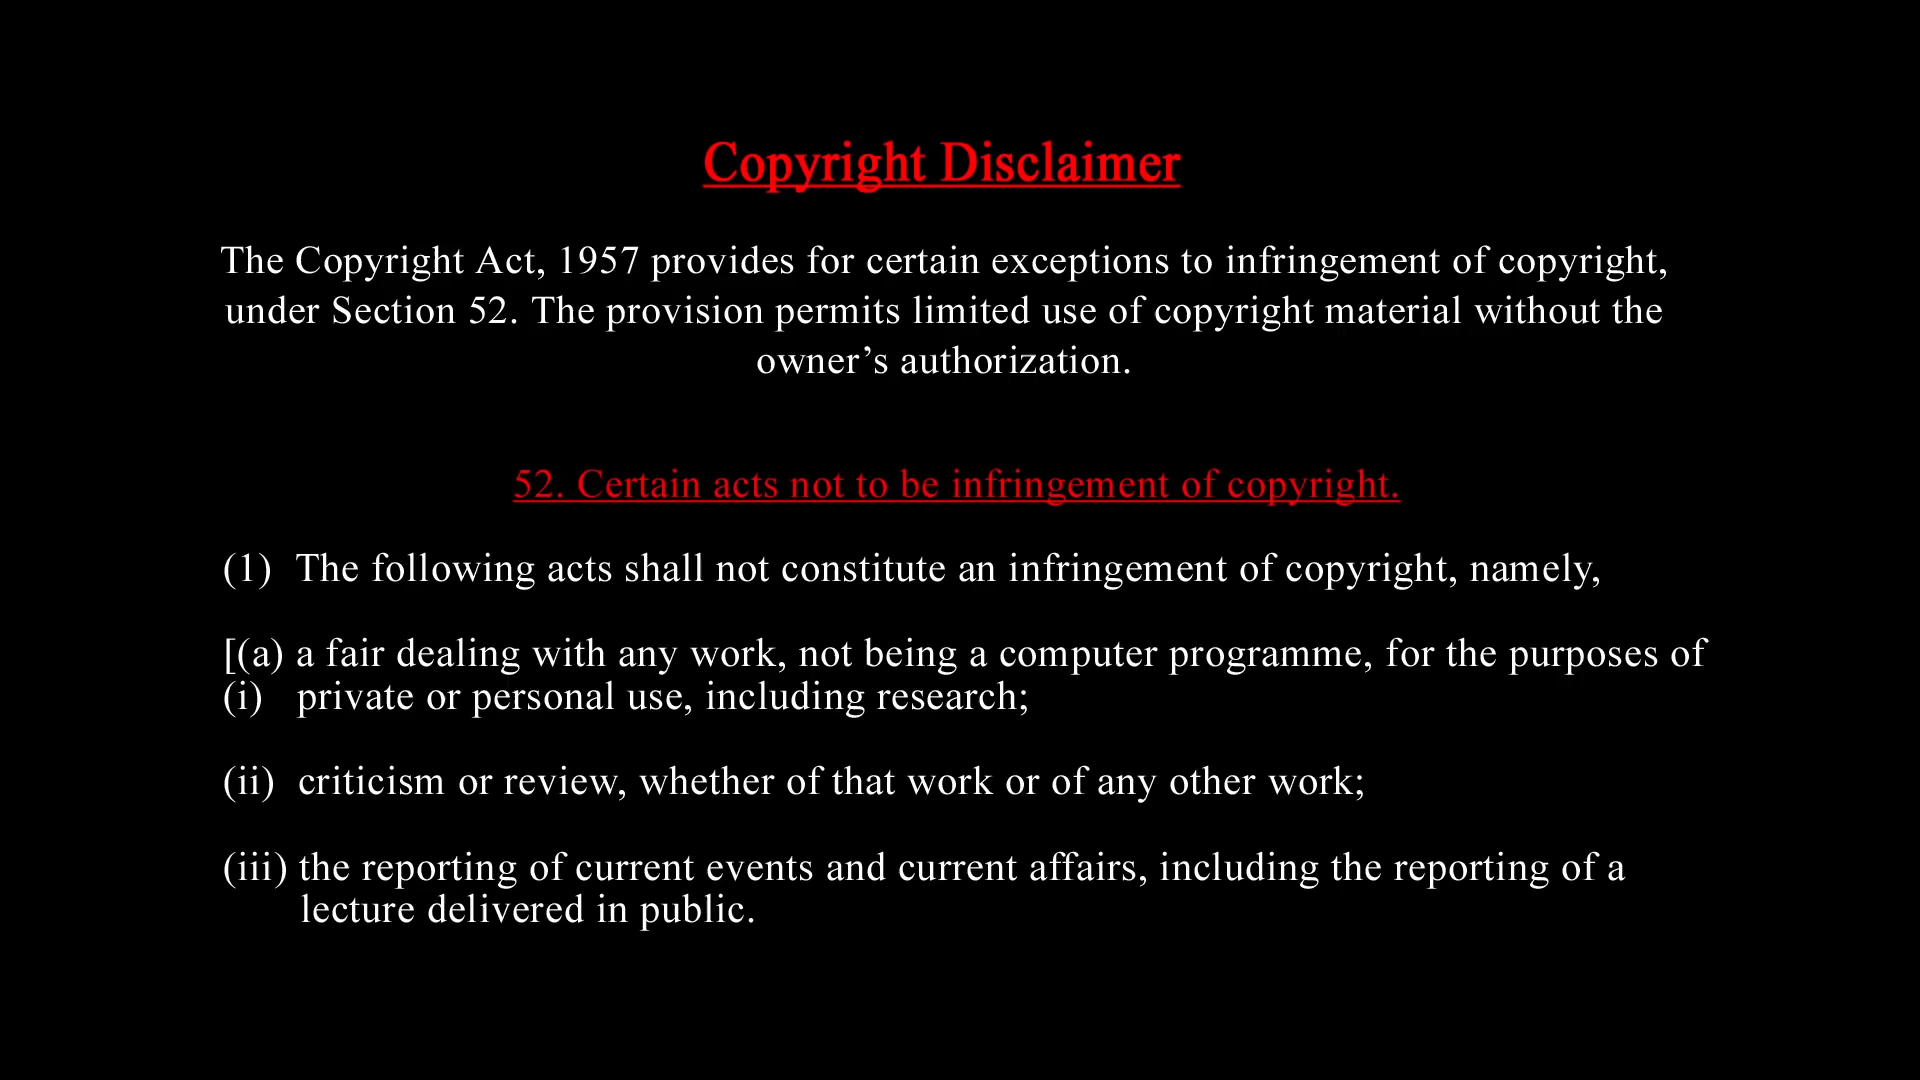 Copyright Disclaimer
The Copyright Act, 1957 provides for certain exceptions to infringement of copyright,
under Section 52. The provision permits limited use of copyright material without the
owner’s authorization.
52. Certain acts not to be infringement of copyright.
(1) The following acts shall not constitute an infringement of copyright, namely,
[(a) a fair dealing with any work, not being a computer programme, for the purposes of
(i) private or personal use, including research;
(ii) criticism or review, whether of that work or of any other work;
(iii) the reporting of current events and current affairs, including the reporting of a
lecture delivered in public.